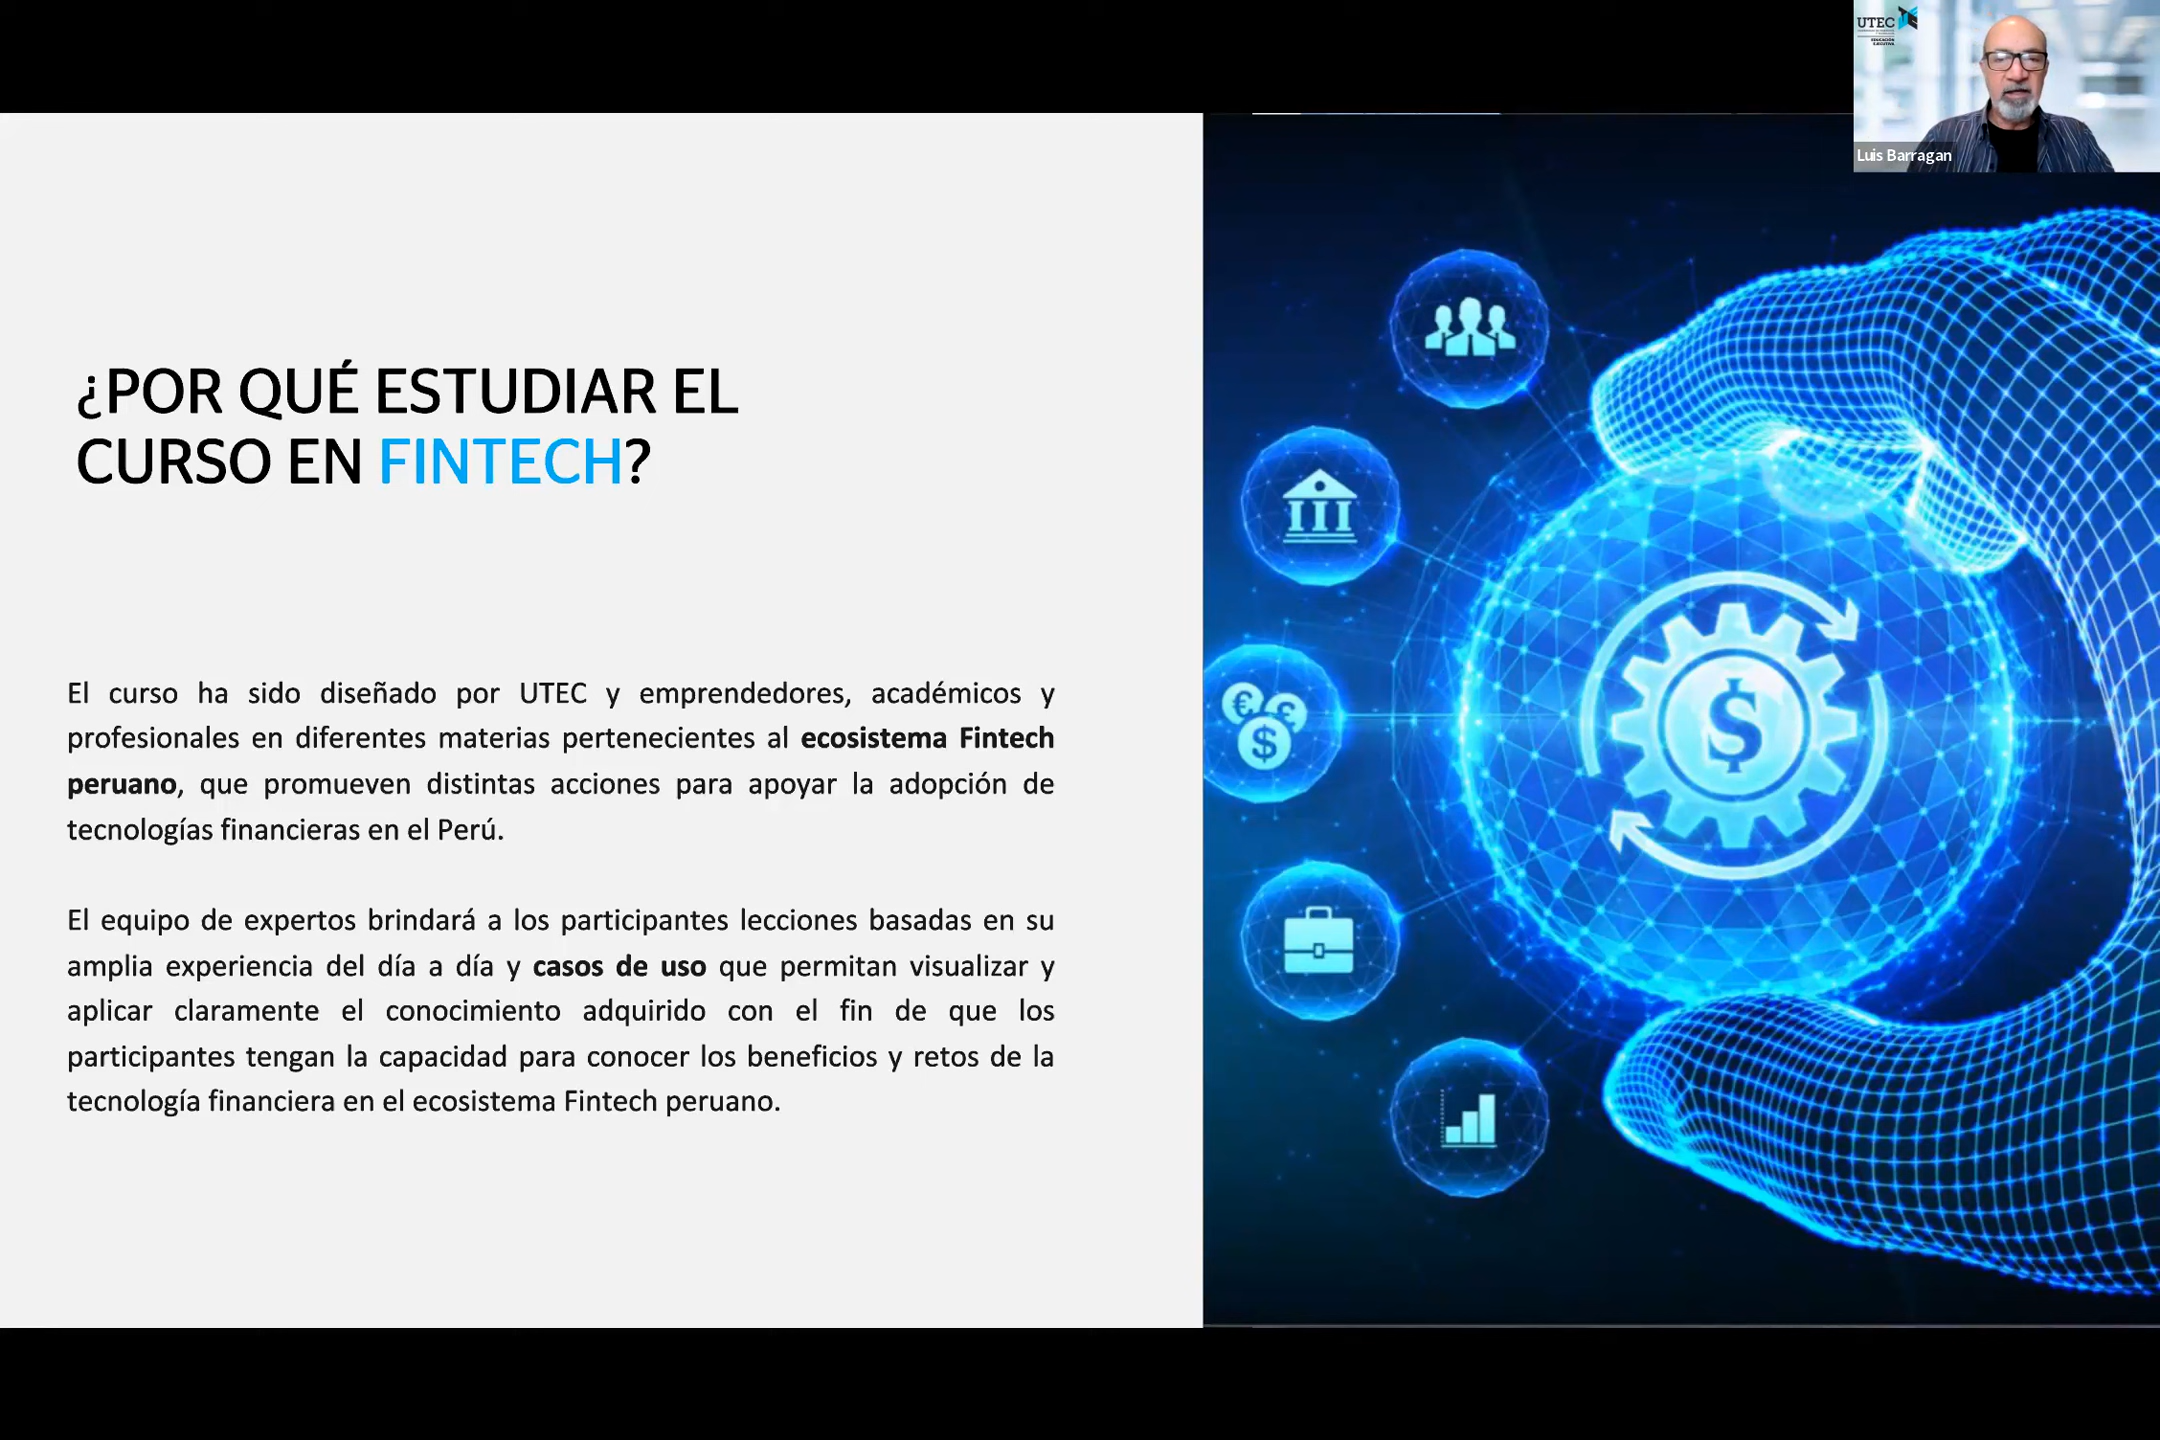 UTEC
EDUCACIÓN
EJECUTIVA
Luis Barragan
¿POR QUÉ ESTUDIAR EL
CURSO EN FINTECH?
El curso ha sido diseñado por UTEC y emprendedores, académicos y
profesionales en diferentes materias pertenecientes al ecosistema Fintech
peruano, que promueven distintas acciones para apoyar la adopción de
tecnologías financieras en el Perú.
El equipo de expertos brindará a los participantes lecciones basadas en su
amplia experiencia del día a día y casos de uso que permitan visualizar y
aplicar claramente el conocimiento adquirido con el fin de que los
participantes tengan la capacidad para conocer los beneficios y retos de la
tecnología financiera en el ecosistema Fintech peruano.